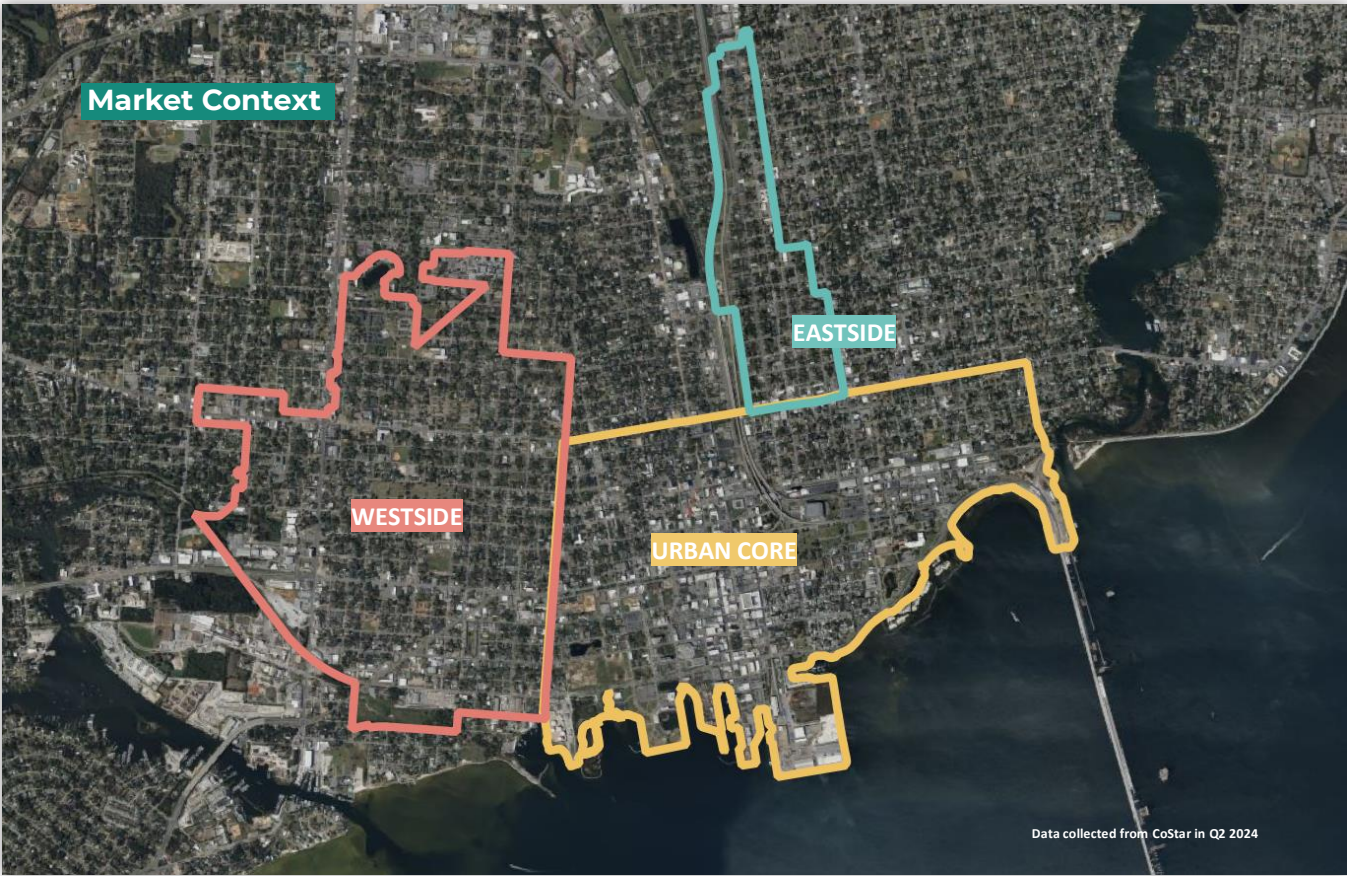 Market Context
EASTSIDE
WESTSIDE
URBAN CORE
Data collected from CoStar in Q2 2024